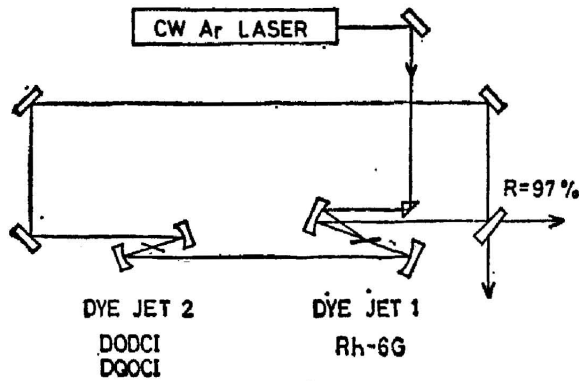 CW Ar LASER
R=97%
DYE JET 2
DYE JET 1
DODCI
Rh-6G
DQOCI